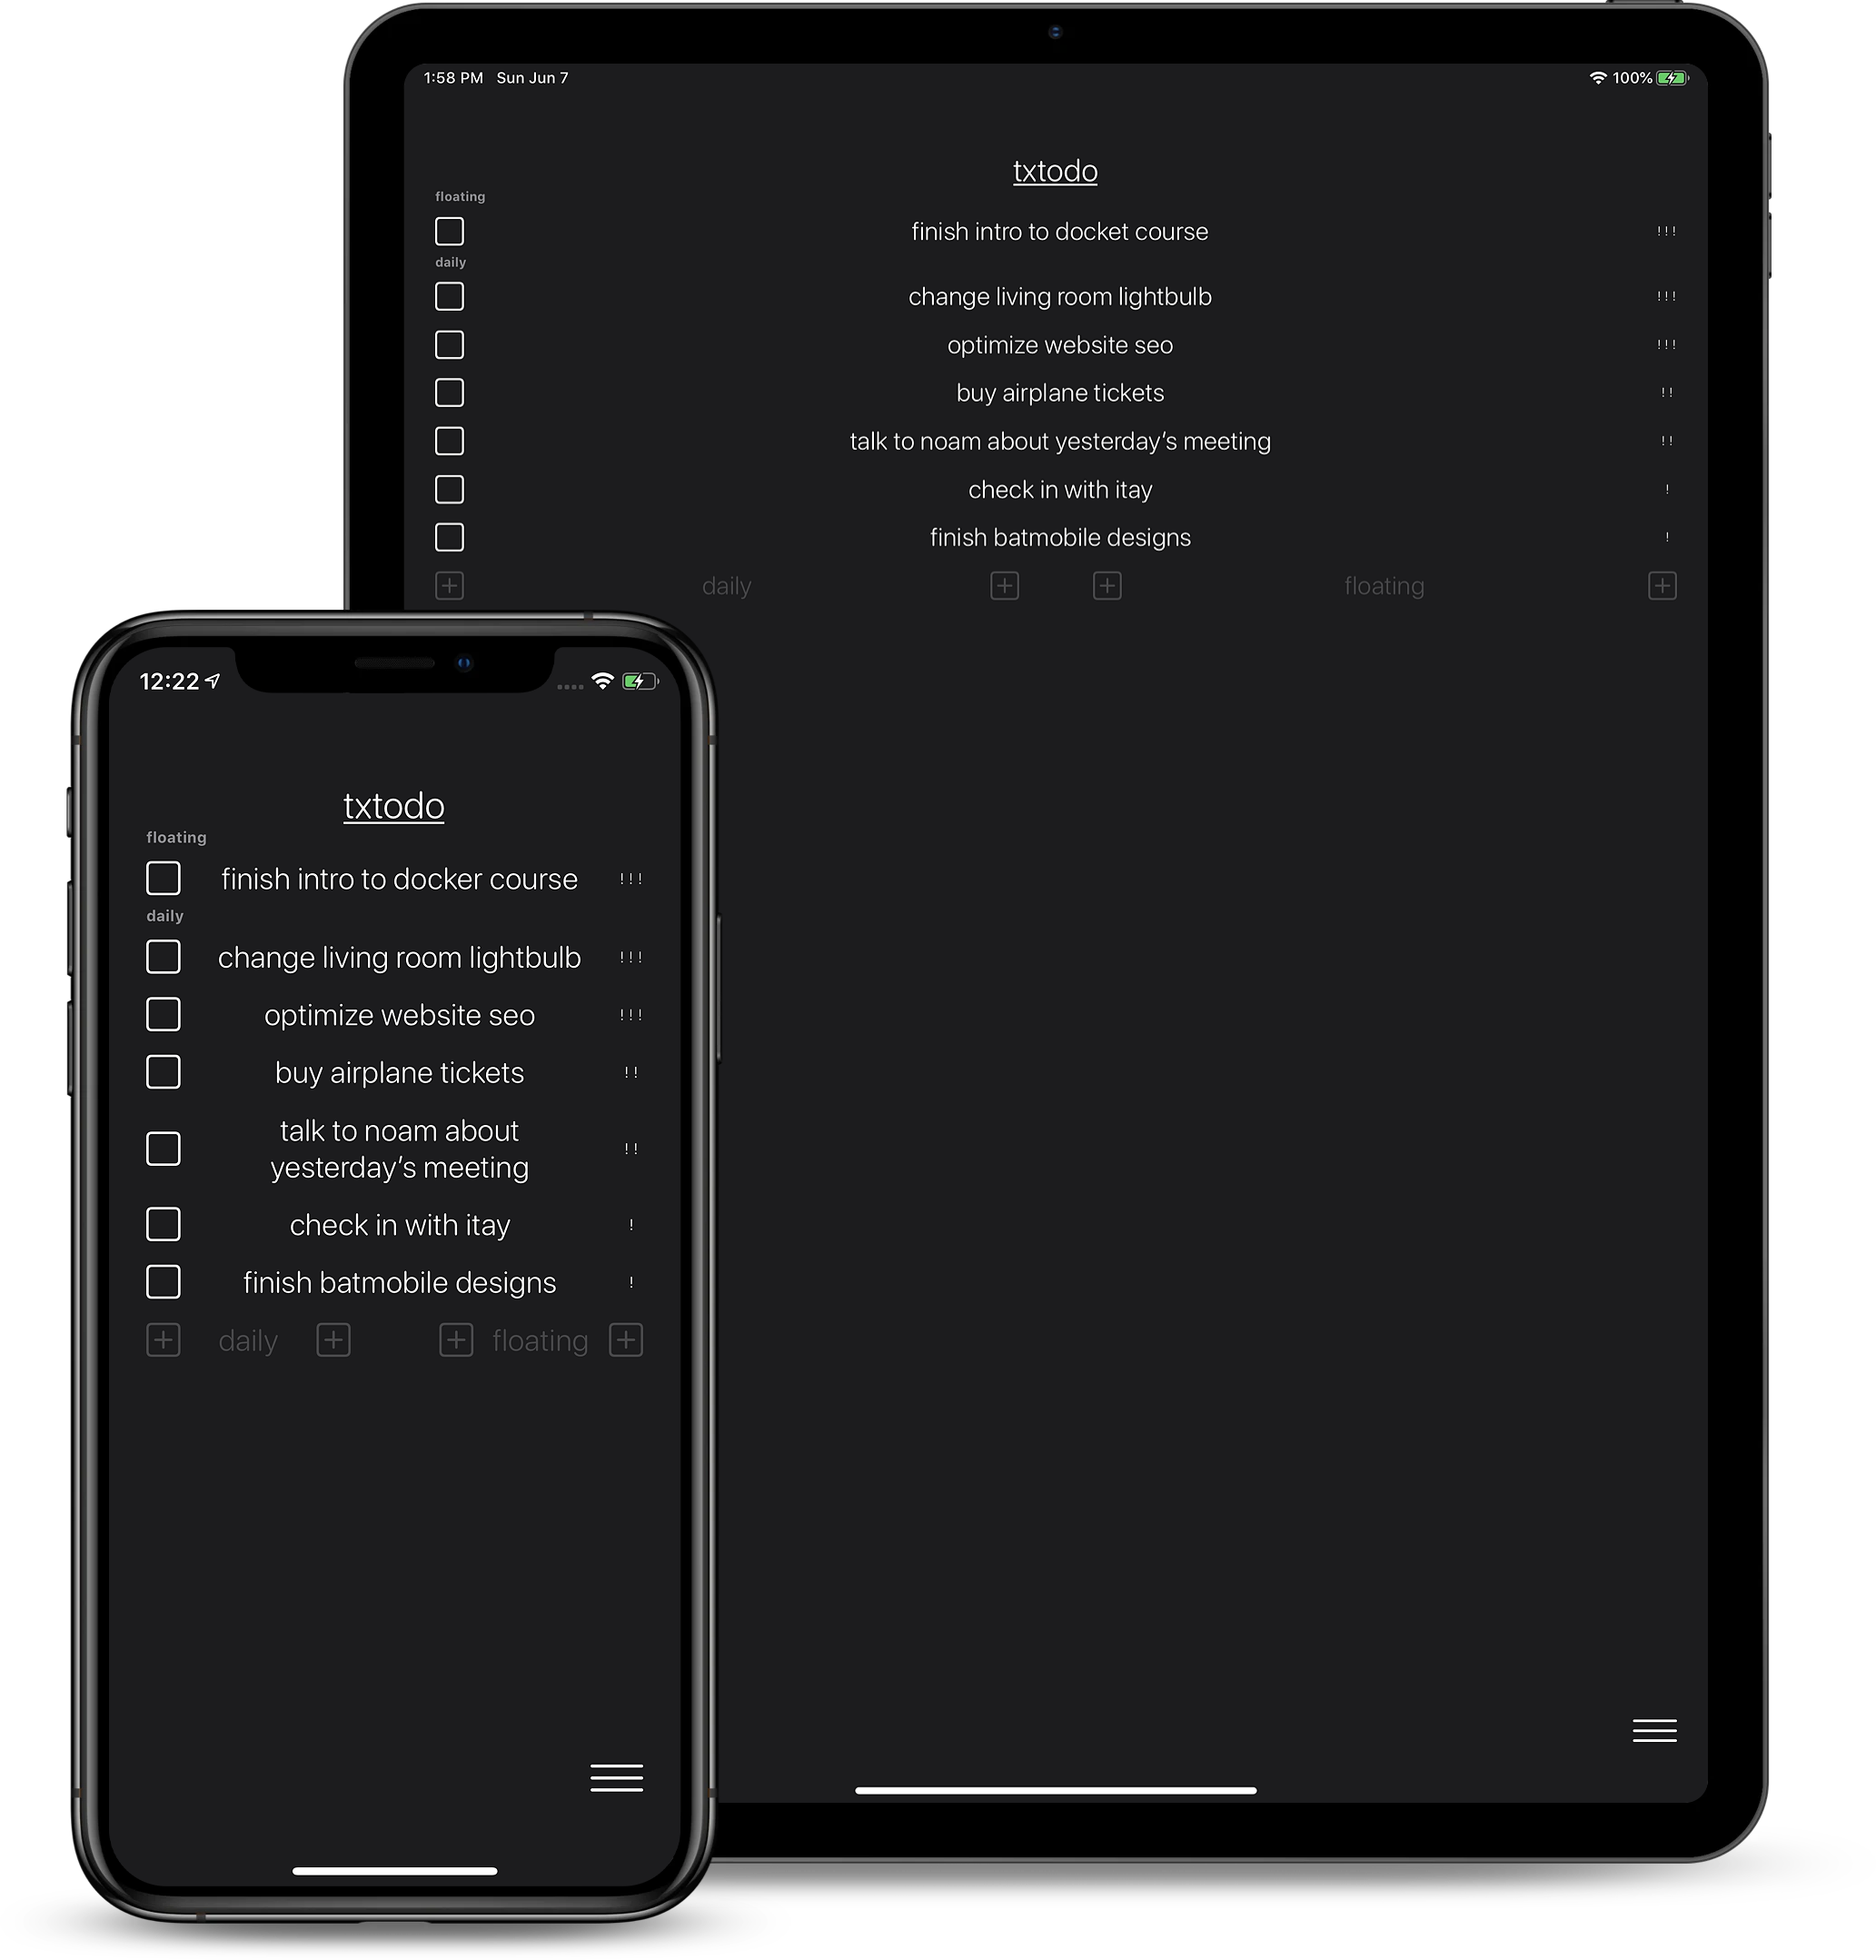 1:58 PM Sun Jun 7 100%
txtodo
floating
finish intro to docket course !!!
daily
change living room lightbulb !!!
optimize website seo !!!
buy airplane tickets !!
talk to noam about yesterday’s meeting !!
check in with itay !
finish batmobile designs !
daily floating
12:22
txtodo
floating
finish intro to docker course !!!
daily
change living room lightbulb !!!
optimize website seo !!!
buy airplane tickets !!
talk to noam about
yesterday’s meeting !!
check in with itay !
finish batmobile designs !
daily floating